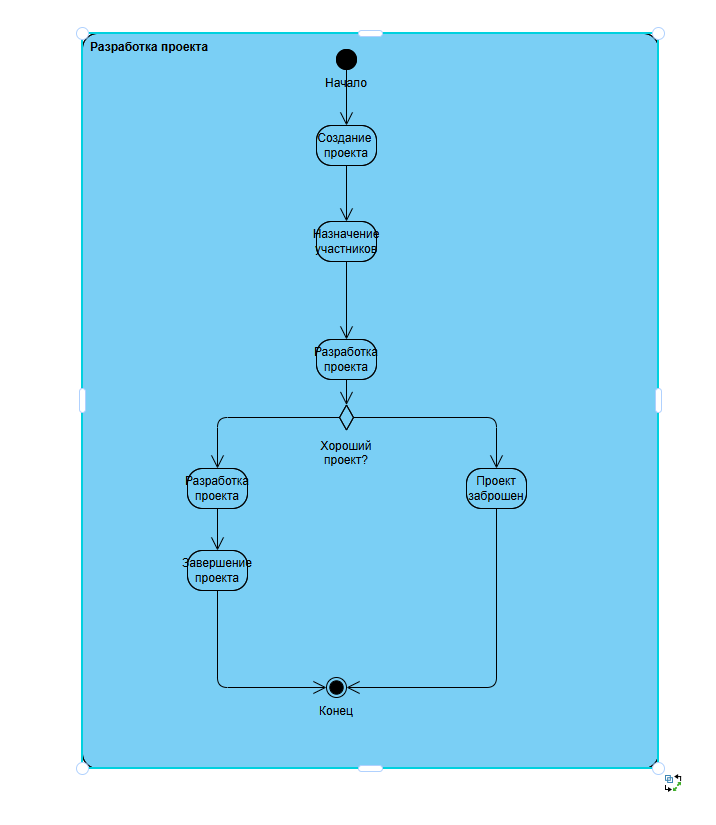 Разработка проекта
Начало
Создание
проекта
Назначение
участников
Разработка
проекта
Хороший
проект?
Разработка
проекта
Проект
заброшен
Завершение
проекта
Конец